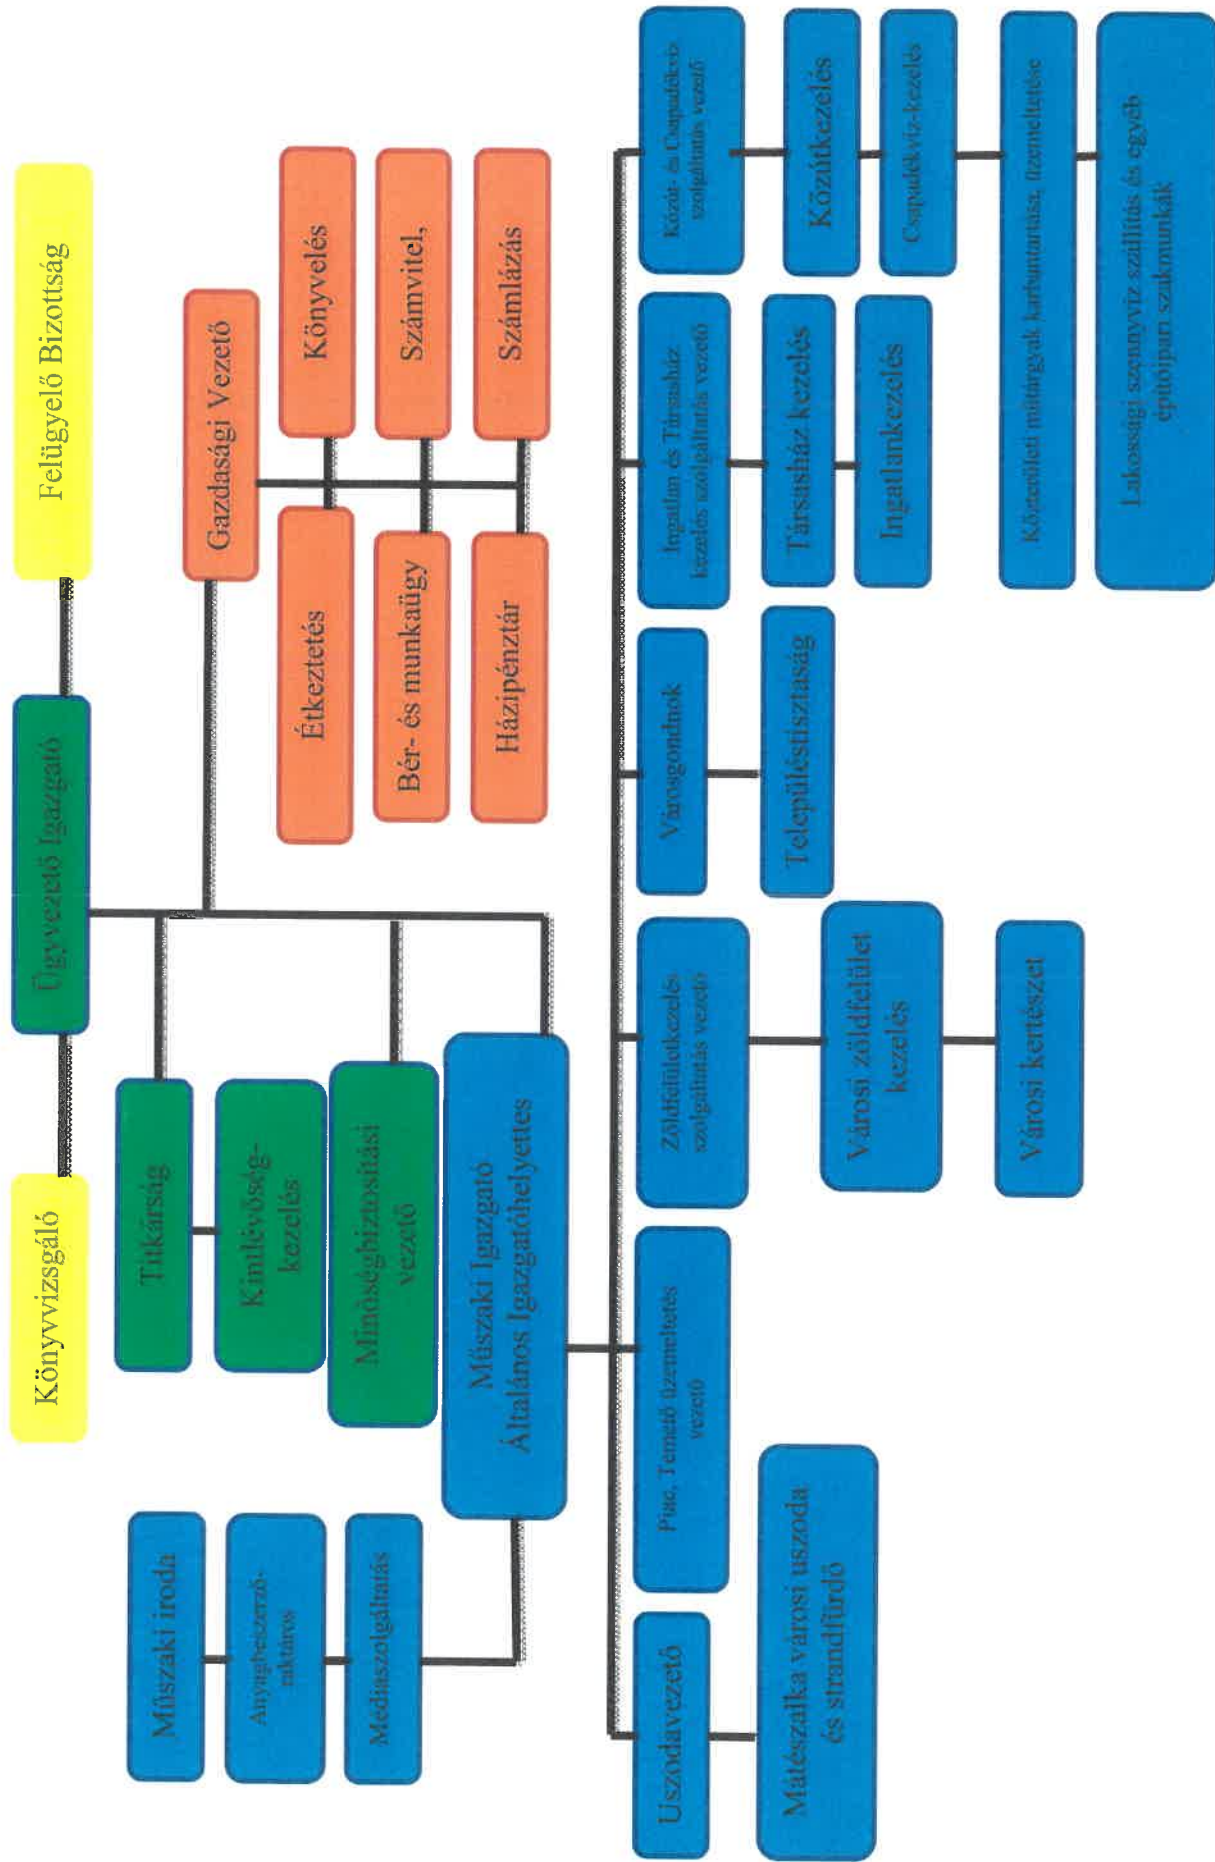 Könyvvizsgáló
Ügyvezető Igazgató
Felügyelő Bizottság
Titkárság
Kintlévőség-
kezelés
Minőségbiztosítási
vezető
Gazdasági Vezető
Étkeztetés
Könyvelés
Bér- és munkaügy
Számvitel,
Házipénztár
Számlázás
Műszaki iroda
Anyagbeszerző-
raktáros
Médiaszolgáltatás
Műszaki Igazgató
Általános Igazgatóhelyettes
Uszodavezető
Mátészalka városi uszoda
és strandfürdő
Piac, Temető üzemeltetés
vezető
Zöldfelületkezelés
szolgáltatás vezető
Városi zöldfelület
kezelés
Városi kertészet
Városgondnok
Településtisztaság
Ingatlan és Társasház
kezelés szolgáltatás vezető
Társasház kezelés
Ingatlankezelés
Közút- és Csapadékvíz
szolgáltatás vezető
Közútkezelés
Csapadékvíz-kezelés
Közterületi műtárgyak karbantartása, üzemeltetése
Lakossági szennyvíz szállítás és egyéb
építőipari szakmunkák